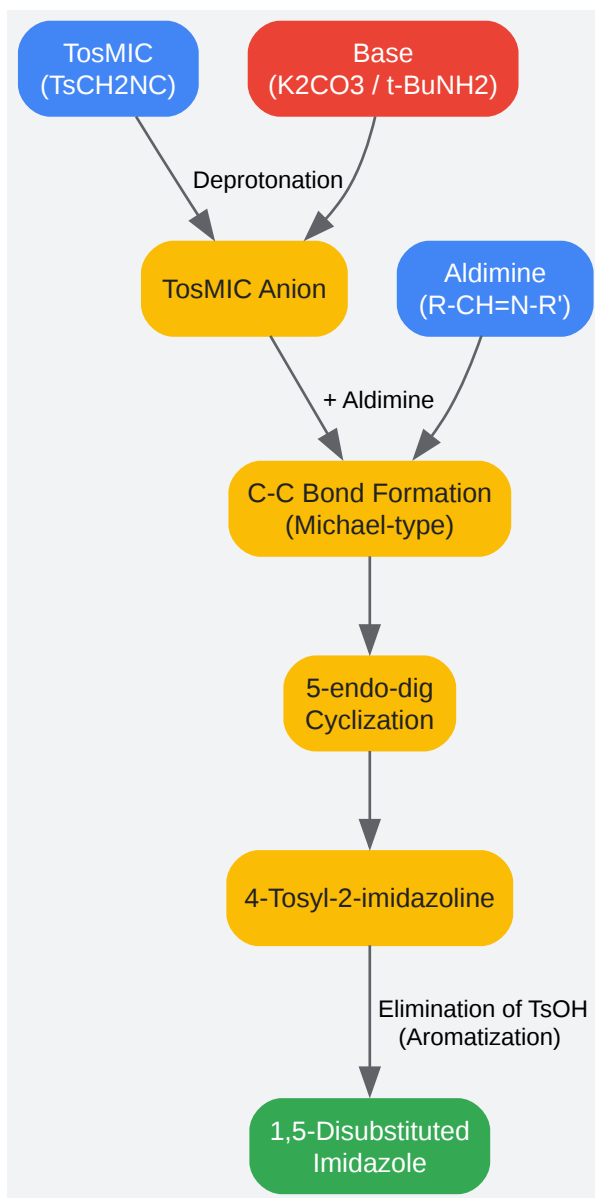 TosMIC
(TsCH2NC)
Base
(K2CO3 / t-BuNH2)
Deprotonation
TosMIC Anion
Aldimine
(R-CH=N-R')
+ Aldimine
C-C Bond Formation
(Michael-type)
5-endo-dig
Cyclization
4-Tosyl-2-imidazoline
Elimination of TsOH
(Aromatization)
1,5-Disubstituted
Imidazole